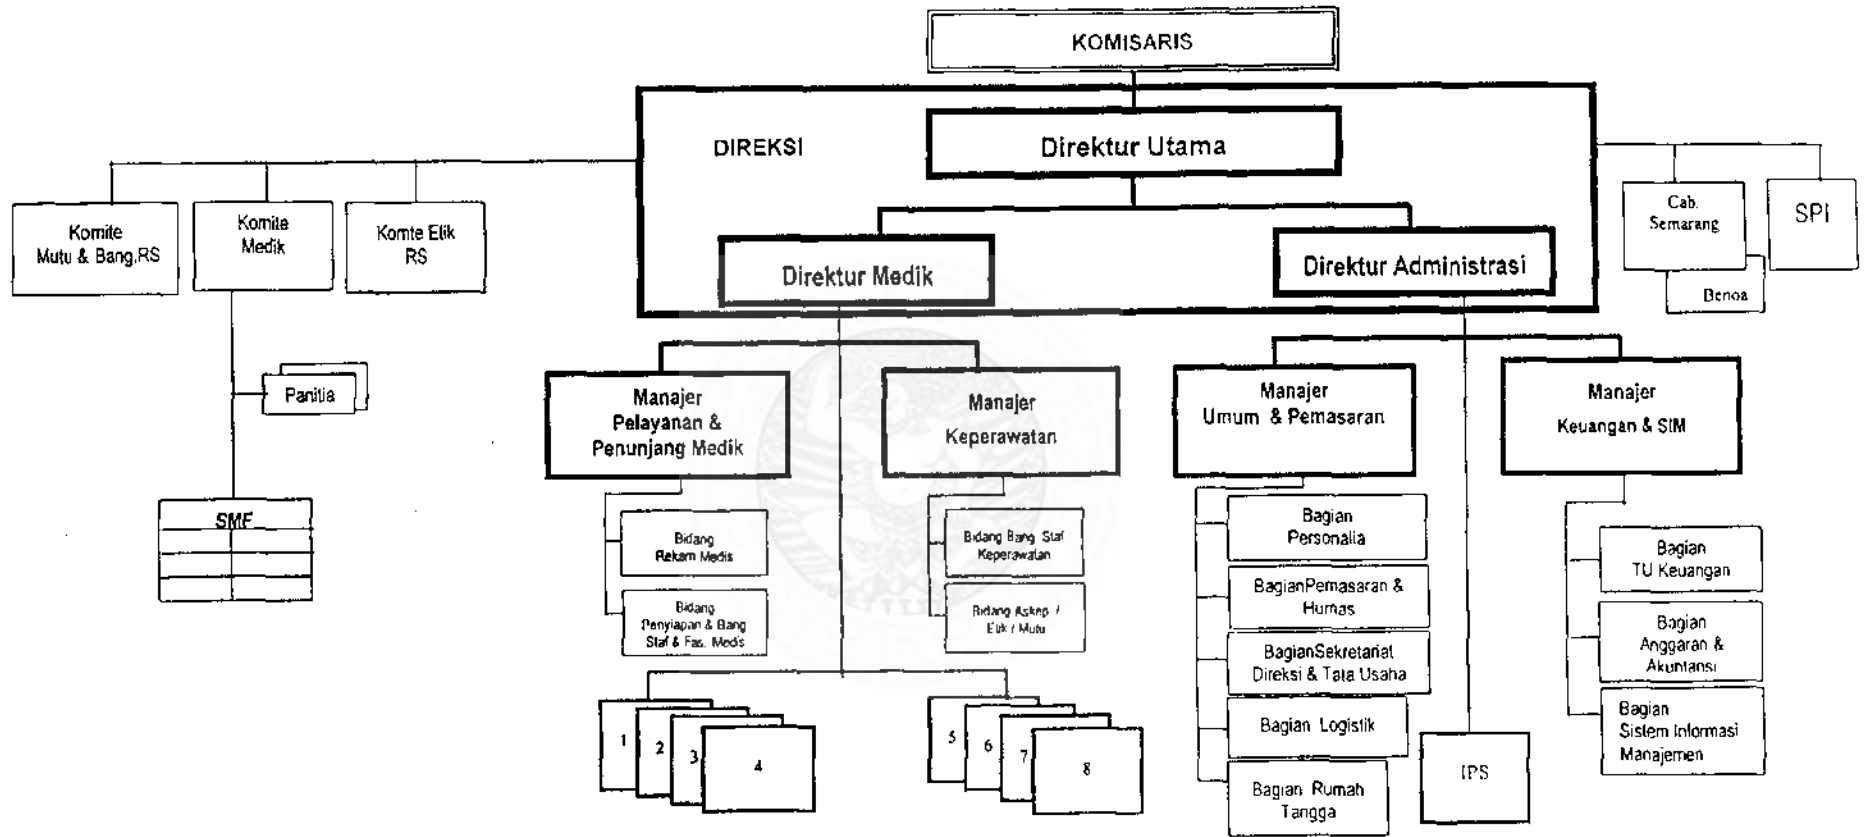 KOMISARIS
DIREKSI
Direktur Utama
Direktur Medik
Direktur Administrasi
Komite
Mutu & Bang,RS
Komite
Medik
Komte Etik
RS
Cab.
Semarang
Benoa
SPI
Panitia
SMF
Manajer
Pelayanan &
Penunjang Medik
Manajer
Keperawatan
Manajer
Umum & Pemasaran
Manajer
Keuangan & SIM
Bidang
Rekam Medis
Bidang
Penyiapan & Bang
Staf & Fas. Medis
Bidang Bang Staf
Keperawatan
Bidang Askep /
Etik / Mutu
Bagian
Personalia
BagianPemasaran &
Humas
BagianSekretariat
Direksi & Tata Usaha
Bagian Logistik
Bagian Rumah
Tangga
Bagian
TU Keuangan
Bagian
Anggaran &
Akuntansi
Bagian
Sistem Informasi
Manajemen
IPS
1
2
3
4
5
6
7
8